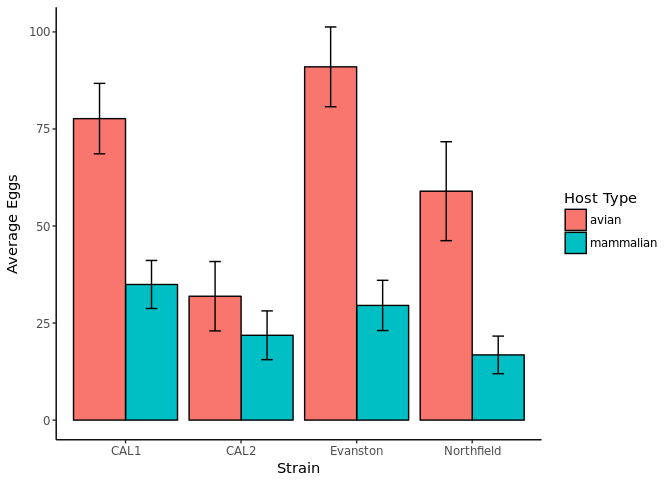 100
75
50
25
0
Average Eggs
CAL1 CAL2 Evanston Northfield
Strain
Host Type
avian
mammalian